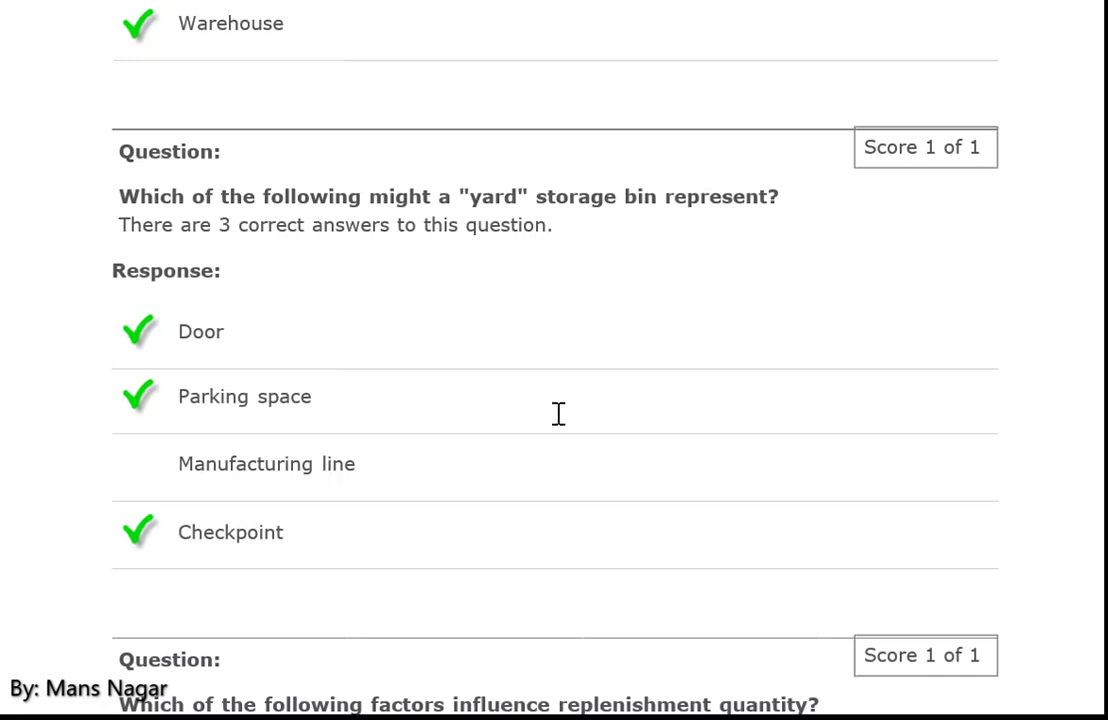 Warehouse
Question:
Score 1 of 1
Which of the following might a "yard" storage bin represent?
There are 3 correct answers to this question.
Response:
Door
Parking space
Manufacturing line
Checkpoint
Question:
Score 1 of 1
By: Mans Nagar
Which of the following factors influence replenishment quantity?